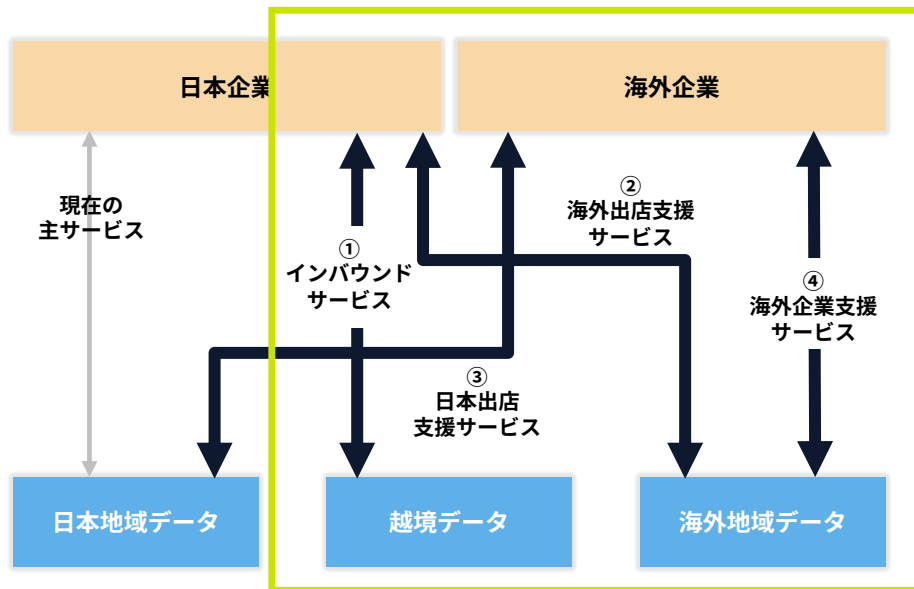 日本企業
海外企業
現在の
主サービス
①
インバウンド
サービス
②
海外出店支援
サービス
③
日本出店
支援サービス
④
海外企業支援
サービス
日本地域データ
越境データ
海外地域データ